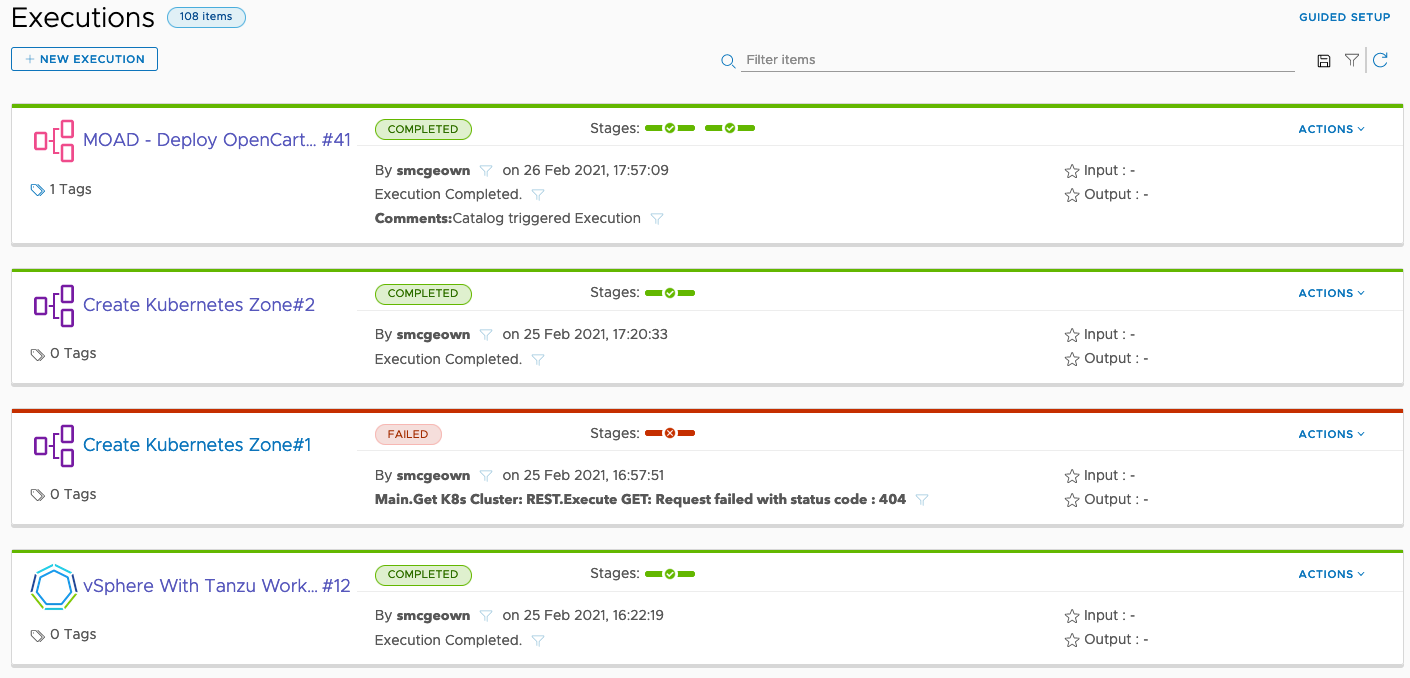 Executions 108 items GUIDED SETUP
+ NEW EXECUTION Filter items
MOAD - Deploy OpenCart... #41 COMPLETED Stages: ACTIONS
1 Tags
By smcgeown on 26 Feb 2021, 17:57:09 Input : -
Execution Completed. Output : -
Comments:Catalog triggered Execution
Create Kubernetes Zone#2 COMPLETED Stages: ACTIONS
0 Tags
By smcgeown on 25 Feb 2021, 17:20:33 Input : -
Execution Completed. Output : -
Create Kubernetes Zone#1 FAILED Stages: ACTIONS
0 Tags
By smcgeown on 25 Feb 2021, 16:57:51 Input : -
Main.Get K8s Cluster: REST.Execute GET: Request failed with status code : 404 Output : -
vSphere With Tanzu Work... #12 COMPLETED Stages: ACTIONS
0 Tags
By smcgeown on 25 Feb 2021, 16:22:19 Input : -
Execution Completed. Output : -